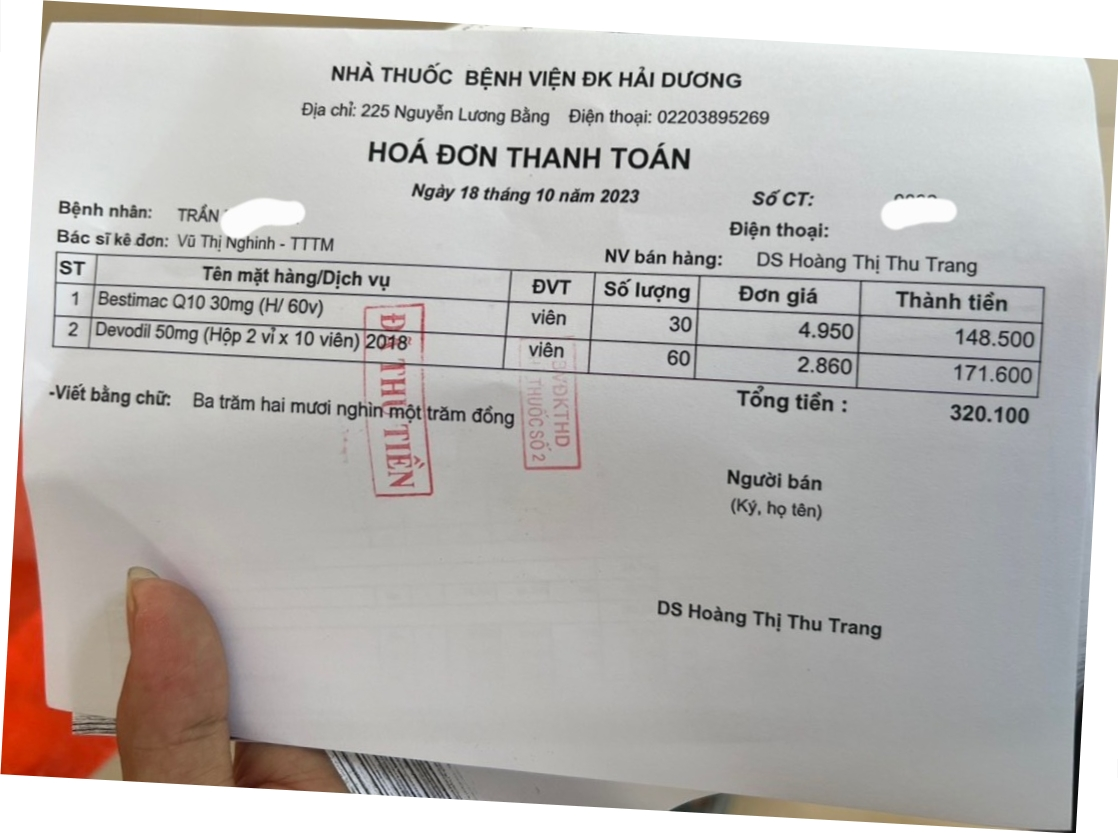 NHÀ THUỐC BỆNH VIỆN ĐK HẢI DƯƠNG
Địa chỉ: 225 Nguyễn Lương Bằng Điện thoại: 02203895269
HOÁ ĐƠN THANH TOÁN
Ngày 18 tháng 10 năm 2023
Số CT:
Bệnh nhân: TRẦN
Điện thoại:
Bác sĩ kê đơn: Vũ Thị Nghinh - TTTM
NV bán hàng: DS Hoàng Thị Thu Trang
ST Tên mặt hàng/Dịch vụ ĐVT Số lượng Đơn giá Thành tiền
1 Bestimac Q10 30mg (H/ 60v) viên 30 4.950 148.500
2 Devodil 50mg (Hộp 2 vỉ x 10 viên) 2018 viên 60 2.860 171.600
Tổng tiền : 320.100
-Viết bằng chữ: Ba trăm hai mươi nghìn một trăm đồng
ĐÃ THU TIỀN
BVĐKTHD
THUỐC SỐ 2
Người bán
(Ký, họ tên)
DS Hoàng Thị Thu Trang